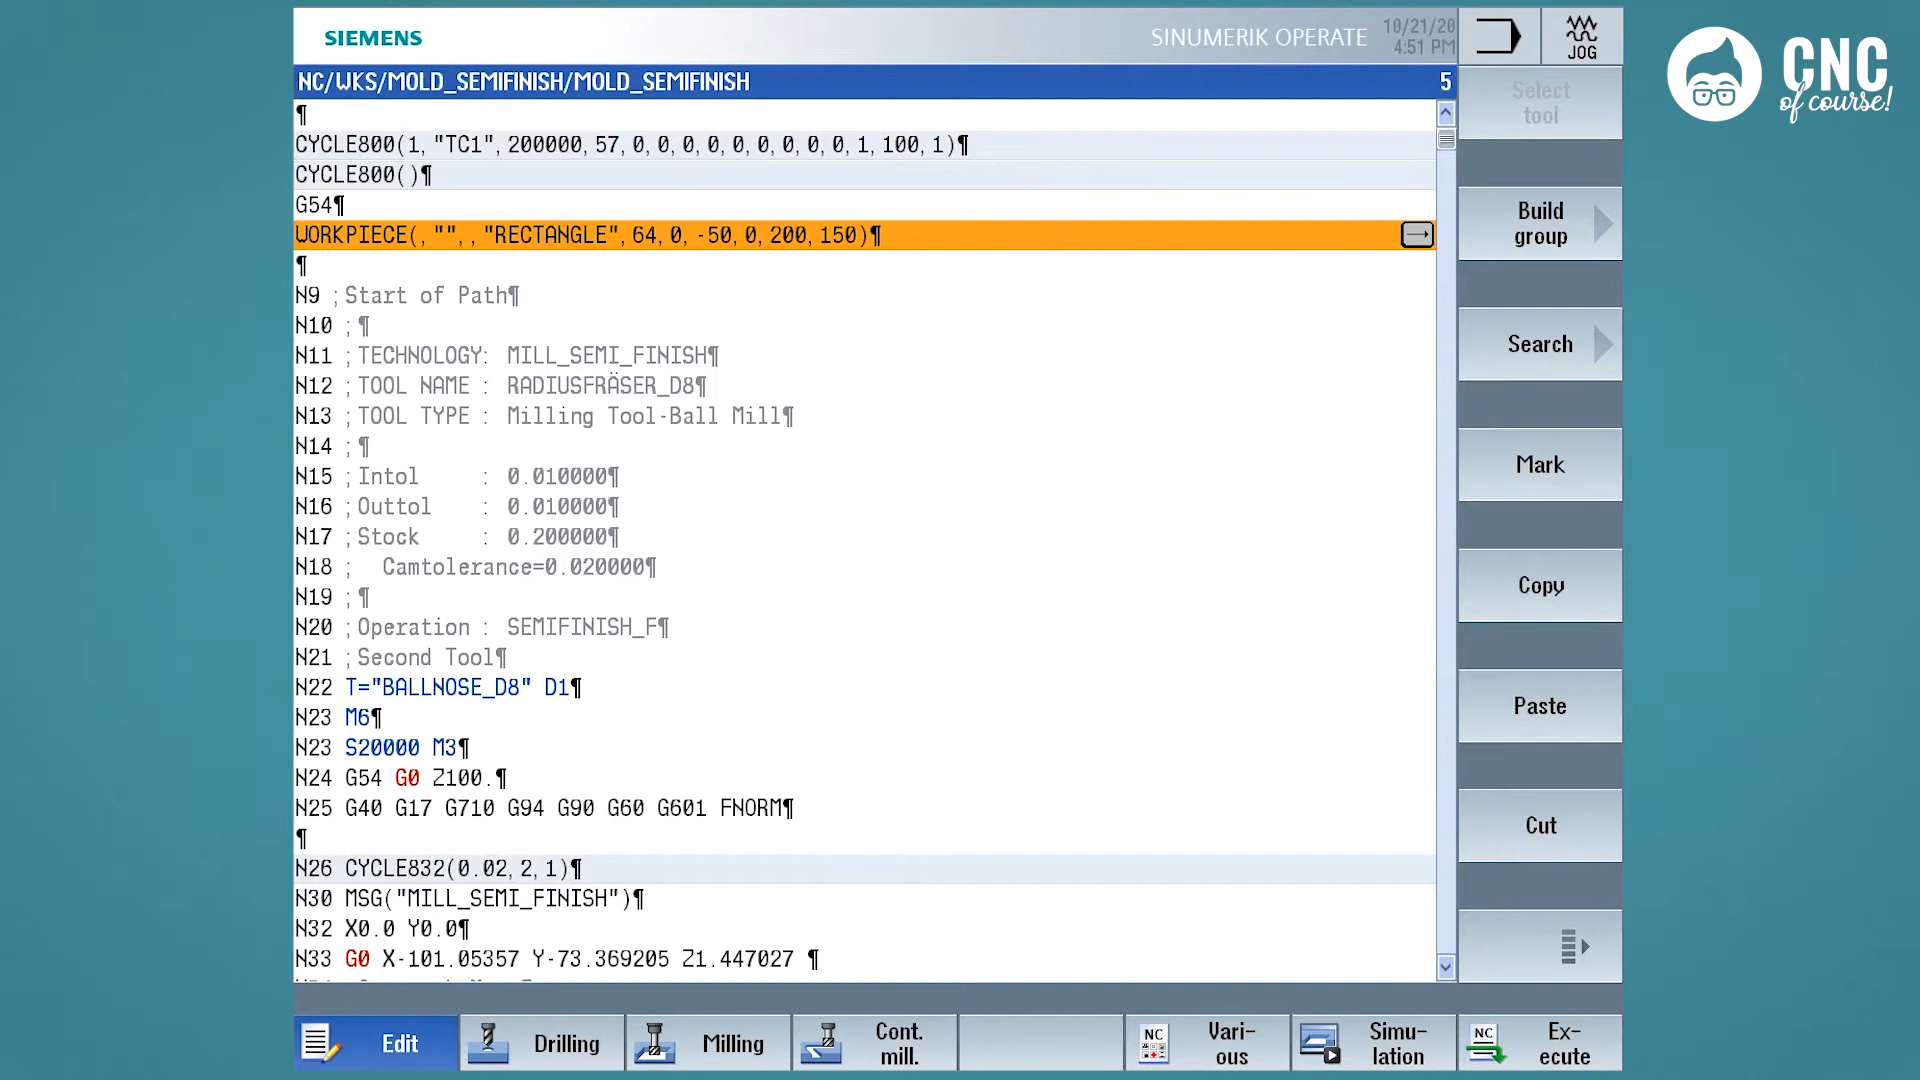 SIEMENS
SINUMERIK OPERATE
10/21/20
4:51 PM
JOG
CNC
of course!
NC/WKS/MOLD_SEMIFINISH/MOLD_SEMIFINISH 5
¶
CYCLE800(1,"TC1",200000,57,0,0,0,0,0,0,0,0,0,1,100,1)¶
CYCLE800()¶
G54¶
WORKPIECE(,"",,"RECTANGLE",64,0,-50,0,200,150)¶
¶
N9 ;Start of Path¶
N10 ;¶
N11 ;TECHNOLOGY: MILL_SEMI_FINISH¶
N12 ;TOOL NAME : RADIUSFRÄSER_D8¶
N13 ;TOOL TYPE : Milling Tool-Ball Mill¶
N14 ;¶
N15 ;Intol : 0.010000¶
N16 ;Outtol : 0.010000¶
N17 ;Stock : 0.200000¶
N18 ; Camtolerance=0.020000¶
N19 ;¶
N20 ;Operation : SEMIFINISH_F¶
N21 ;Second Tool¶
N22 T="BALLNOSE_D8" D1¶
N23 M6¶
N23 S20000 M3¶
N24 G54 G0 Z100.¶
N25 G40 G17 G710 G94 G90 G60 G601 FNORM¶
¶
N26 CYCLE832(0.02,2,1)¶
N30 MSG("MILL_SEMI_FINISH")¶
N32 X0.0 Y0.0¶
N33 G0 X-101.05357 Y-73.369205 Z1.447027 ¶
Select
tool
Build
group
Search
Mark
Copy
Paste
Cut
Edit
Drilling
Milling
Cont.
mill.
NC
Vari-
ous
Simu-
lation
NC
Ex-
ecute